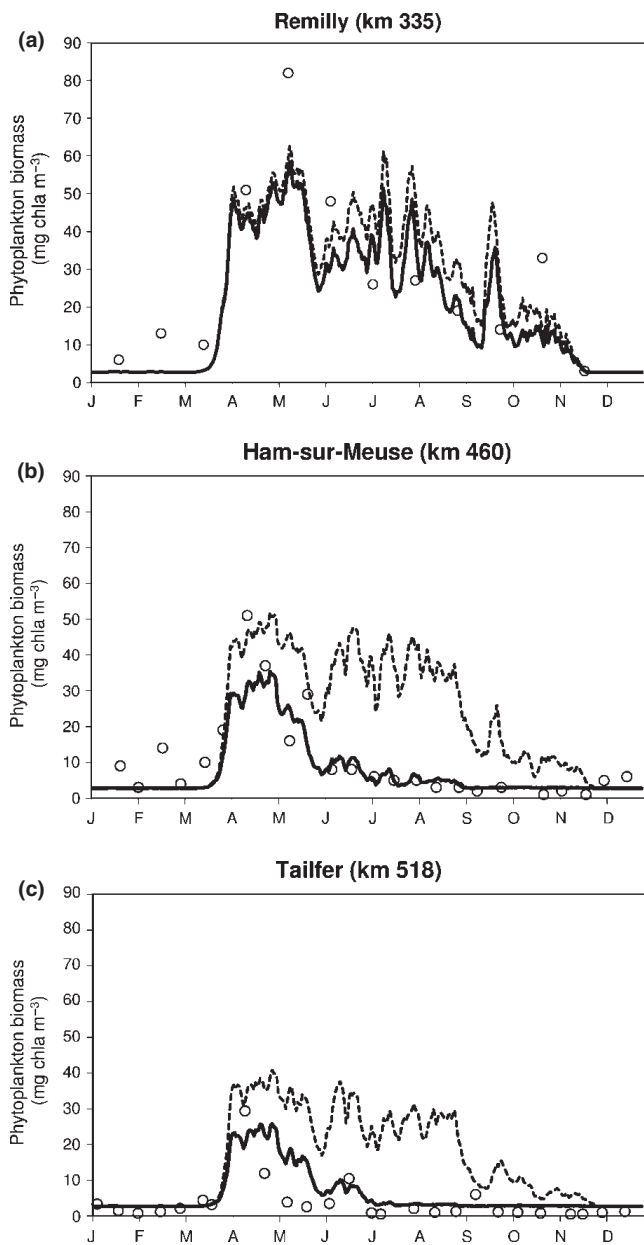 Remilly (km 335)
(a)
90
80
70
60
50
40
30
20
10
0
Phytoplankton biomass
(mg chla m⁻³)
J F M A M J J A S O N D
Ham-sur-Meuse (km 460)
(b)
90
80
70
60
50
40
30
20
10
0
Phytoplankton biomass
(mg chla m⁻³)
J F M A M J J A S O N D
Tailfer (km 518)
(c)
90
80
70
60
50
40
30
20
10
0
Phytoplankton biomass
(mg chla m⁻³)
J F M A M J J A S O N D